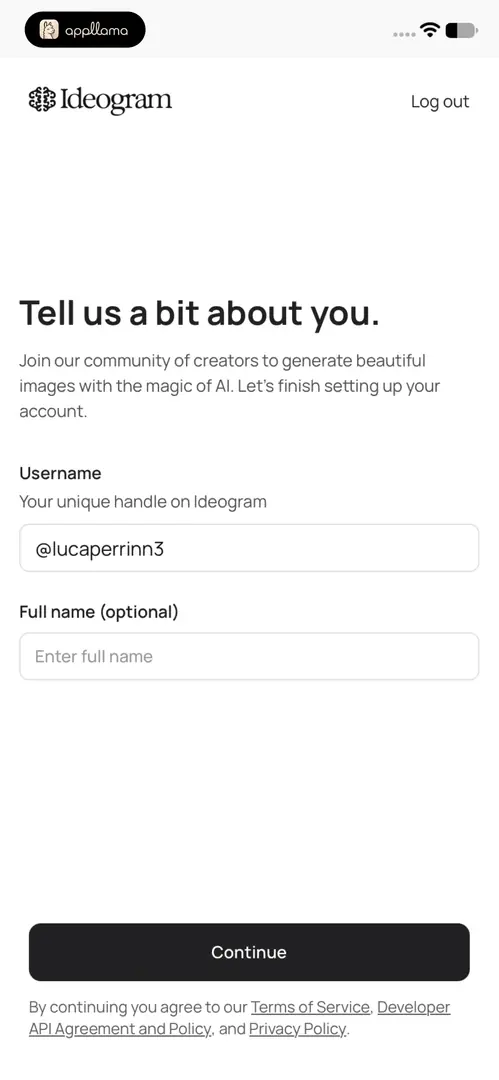 appllama
Ideogram
Log out
Tell us a bit about you.
Join our community of creators to generate beautiful
images with the magic of AI. Let's finish setting up your
account.
Username
Your unique handle on Ideogram
@lucaperrinn3
Full name (optional)
Enter full name
Continue
By continuing you agree to our Terms of Service, Developer
API Agreement and Policy, and Privacy Policy.